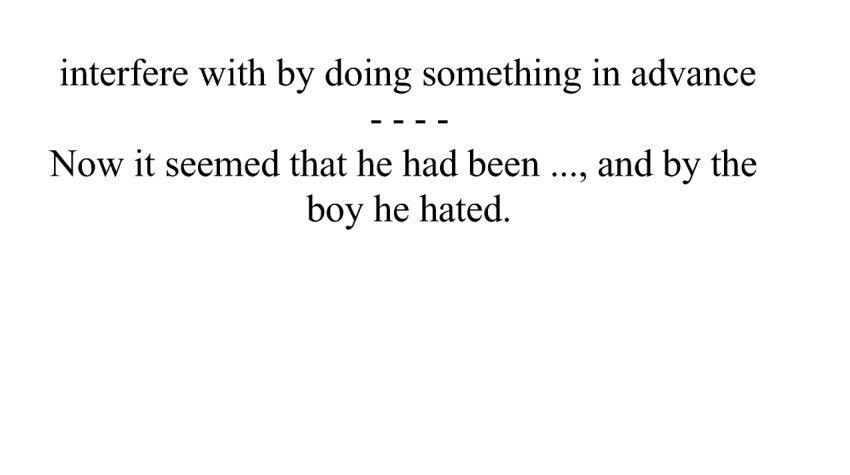 interfere with by doing something in advance
- - - -
Now it seemed that he had been ..., and by the
boy he hated.